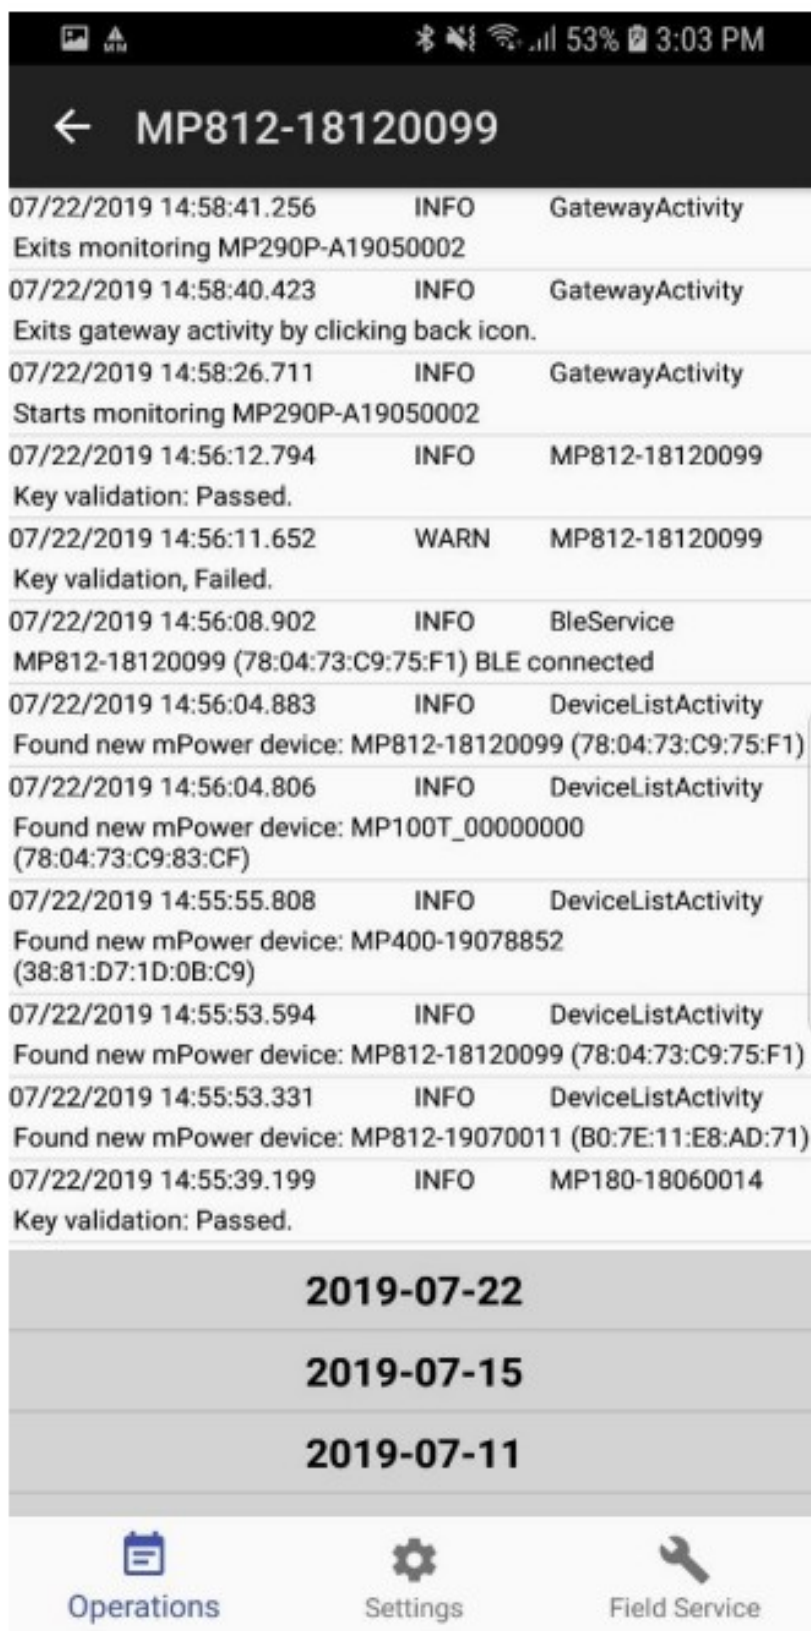 53% 3:03 PM
MP812-18120099
07/22/2019 14:58:41.256 INFO GatewayActivity
Exits monitoring MP290P-A19050002
07/22/2019 14:58:40.423 INFO GatewayActivity
Exits gateway activity by clicking back icon.
07/22/2019 14:58:26.711 INFO GatewayActivity
Starts monitoring MP290P-A19050002
07/22/2019 14:56:12.794 INFO MP812-18120099
Key validation: Passed.
07/22/2019 14:56:11.652 WARN MP812-18120099
Key validation, Failed.
07/22/2019 14:56:08.902 INFO BleService
MP812-18120099 (78:04:73:C9:75:F1) BLE connected
07/22/2019 14:56:04.883 INFO DeviceListActivity
Found new mPower device: MP812-18120099 (78:04:73:C9:75:F1)
07/22/2019 14:56:04.806 INFO DeviceListActivity
Found new mPower device: MP100T_00000000
(78:04:73:C9:83:CF)
07/22/2019 14:55:55.808 INFO DeviceListActivity
Found new mPower device: MP400-19078852
(38:81:D7:1D:0B:C9)
07/22/2019 14:55:53.594 INFO DeviceListActivity
Found new mPower device: MP812-18120099 (78:04:73:C9:75:F1)
07/22/2019 14:55:53.331 INFO DeviceListActivity
Found new mPower device: MP812-19070011 (B0:7E:11:E8:AD:71)
07/22/2019 14:55:39.199 INFO MP180-18060014
Key validation: Passed.
2019-07-22
2019-07-15
2019-07-11
Operations Settings Field Service